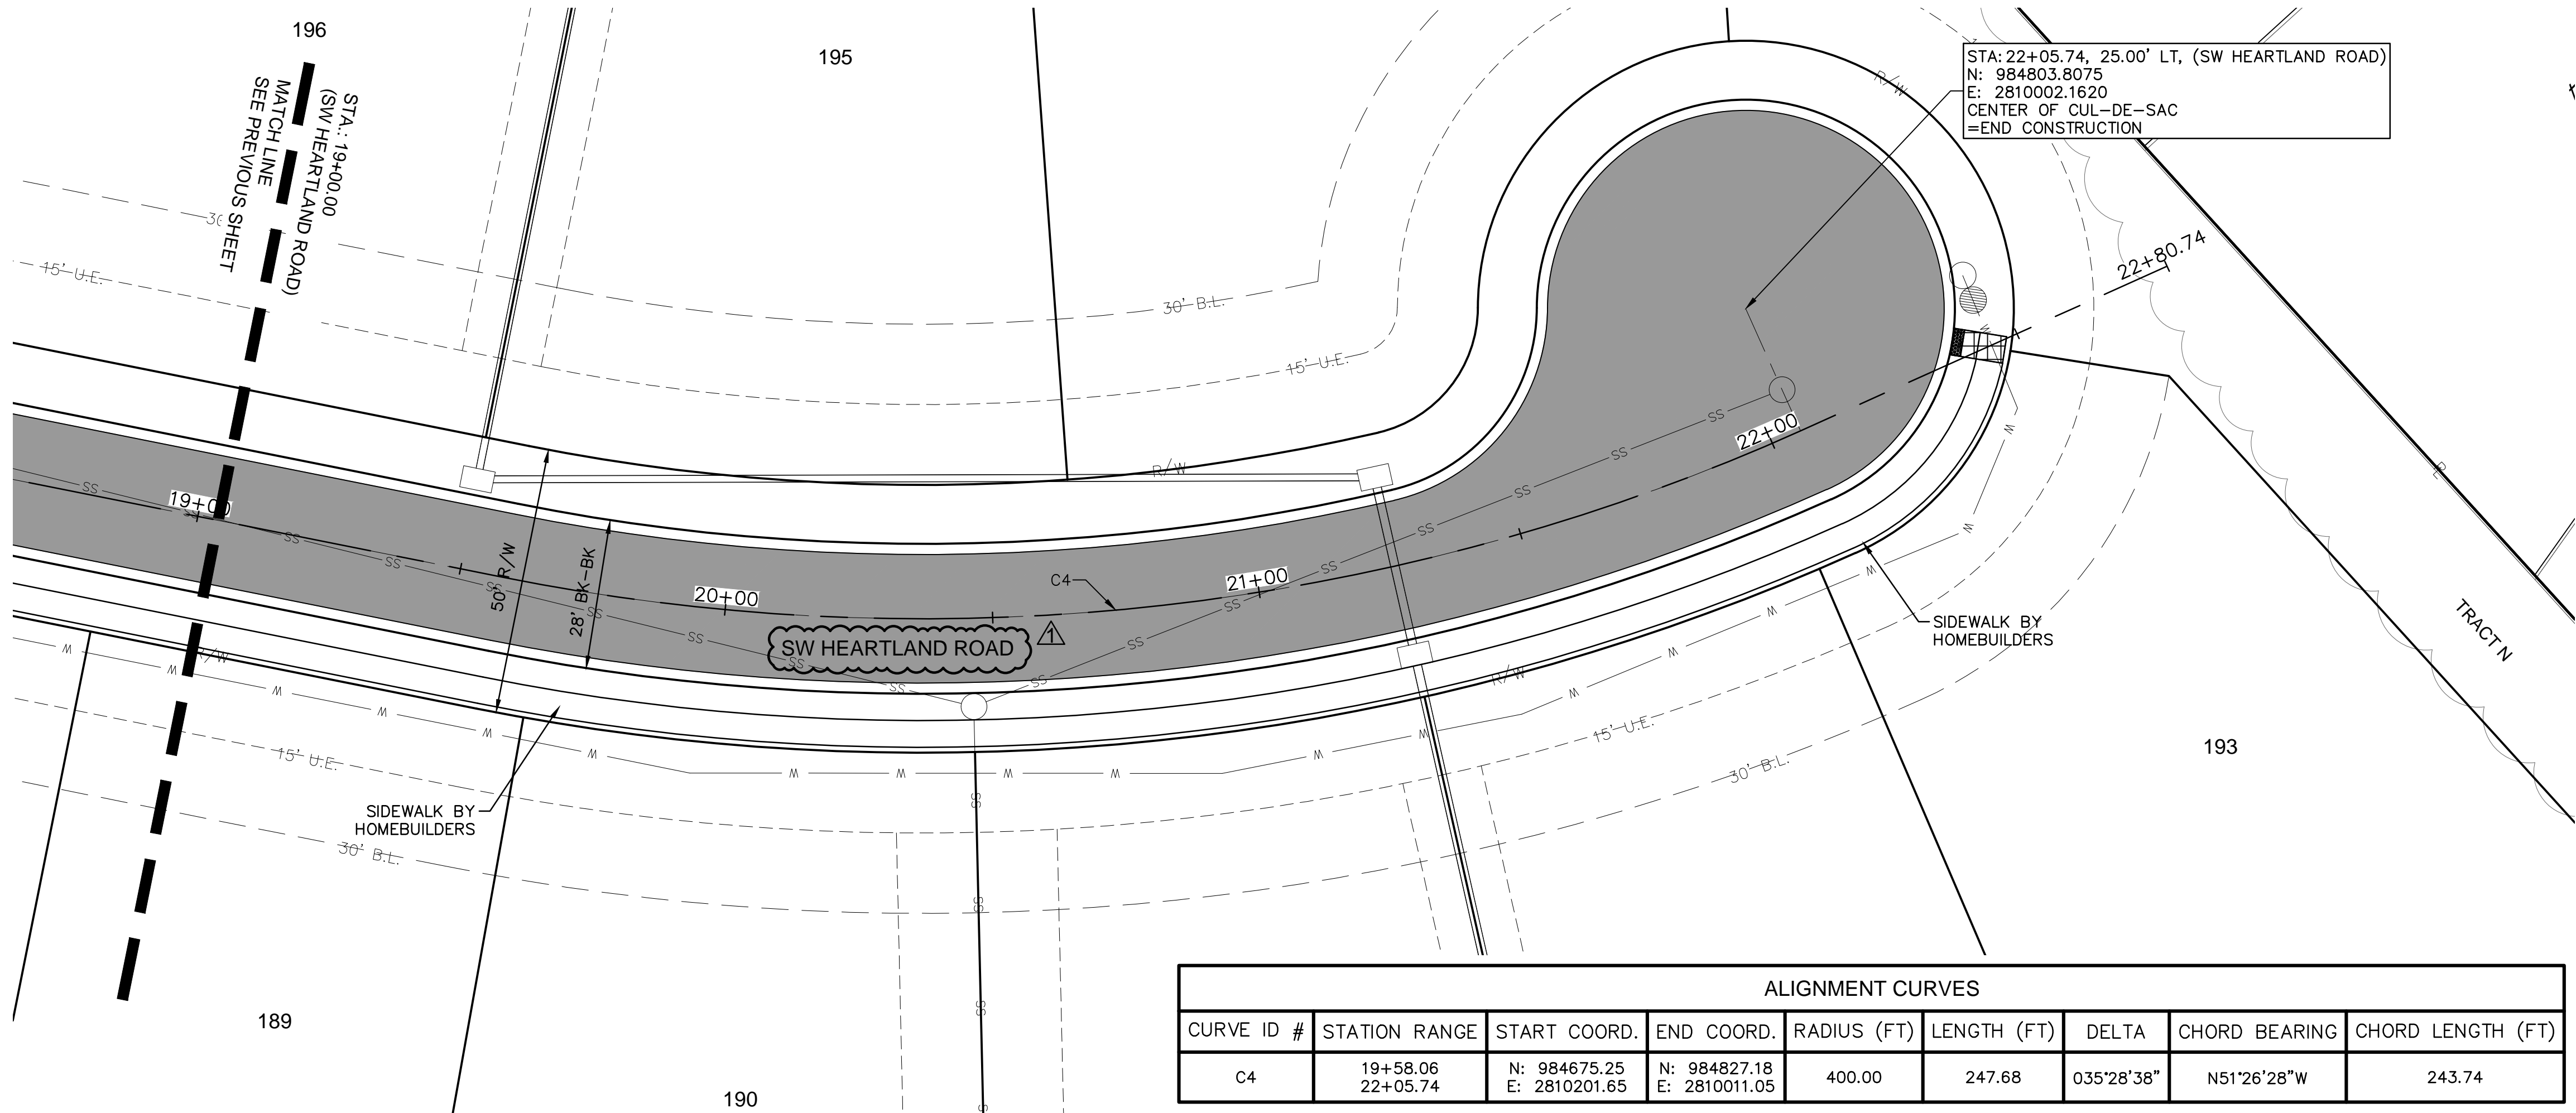 196
195
STA.: 19+00.00
(SW HEARTLAND ROAD)
MATCH LINE
SEE PREVIOUS SHEET
STA: 22+05.74, 25.00' LT, (SW HEARTLAND ROAD)
N: 984803.8075
E: 2810002.1620
CENTER OF CUL-DE-SAC
=END CONSTRUCTION
R/W
22+80.74
30'
15' U.E.
30' B.L.
15' U.E.
R/W
22+00
19+00
50' R/W
28' BK-BK
20+00
C4
21+00
SW HEARTLAND ROAD
1
SS
W
R/W
R/W
SIDEWALK BY
HOMEBUILDERS
TRACT N
15' U.E.
30' B.L.
193
15' U.E.
30' B.L.
SIDEWALK BY
HOMEBUILDERS
189
190
ALIGNMENT CURVES
CURVE ID # STATION RANGE START COORD. END COORD. RADIUS (FT) LENGTH (FT) DELTA CHORD BEARING CHORD LENGTH (FT)
C4 19+58.06 N: 984675.25 N: 984827.18 400.00 247.68 035°28'38" N51°26'28"W 243.74
22+05.74 E: 2810201.65 E: 2810011.05